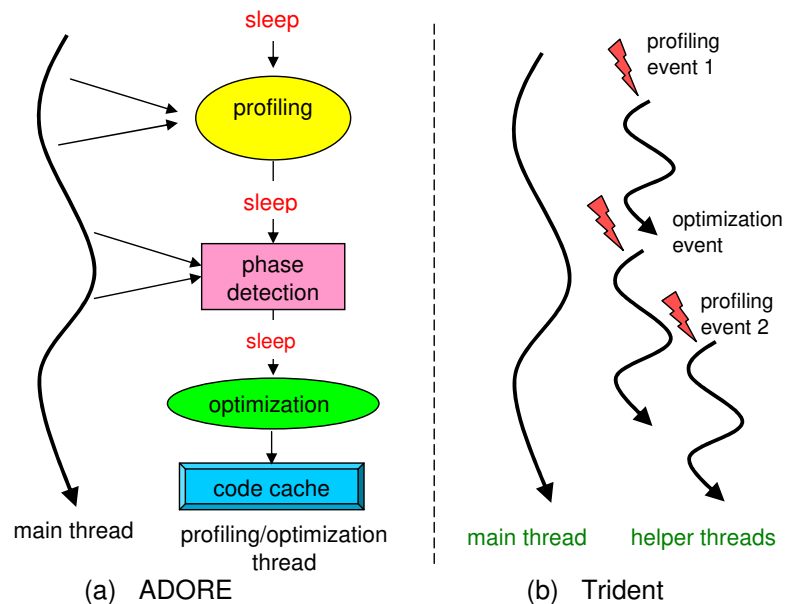 sleep
profiling
sleep
phase
detection
sleep
optimization
code cache
main thread
profiling/optimization
thread
(a) ADORE
profiling
event 1
optimization
event
profiling
event 2
main thread
helper threads
(b) Trident